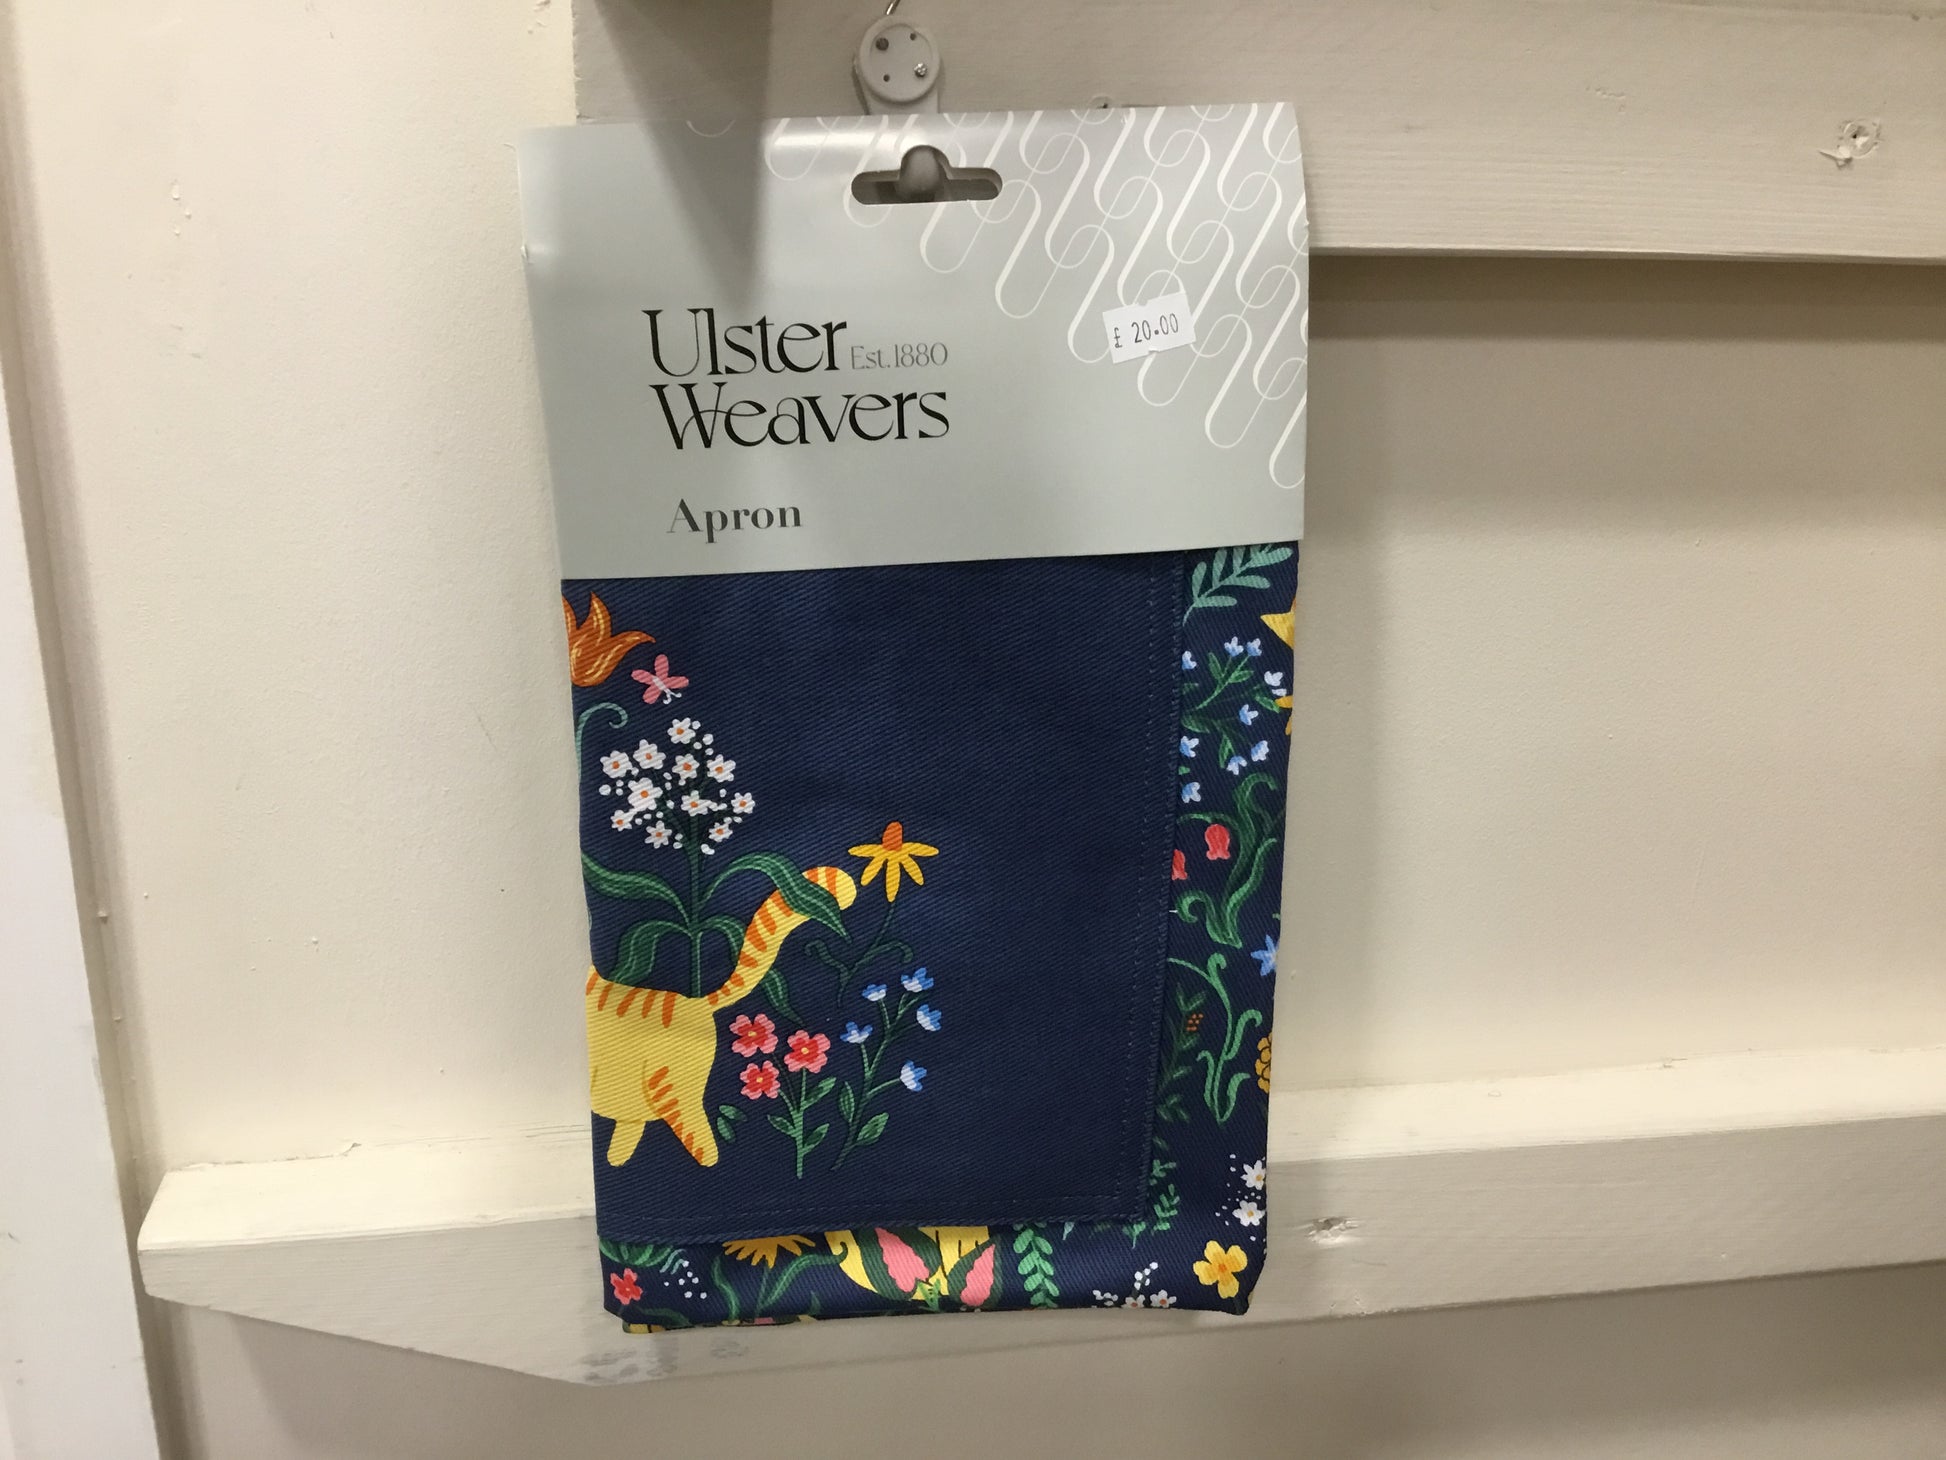 £ 20.00
Ulster Est.1880
Weavers
Apron